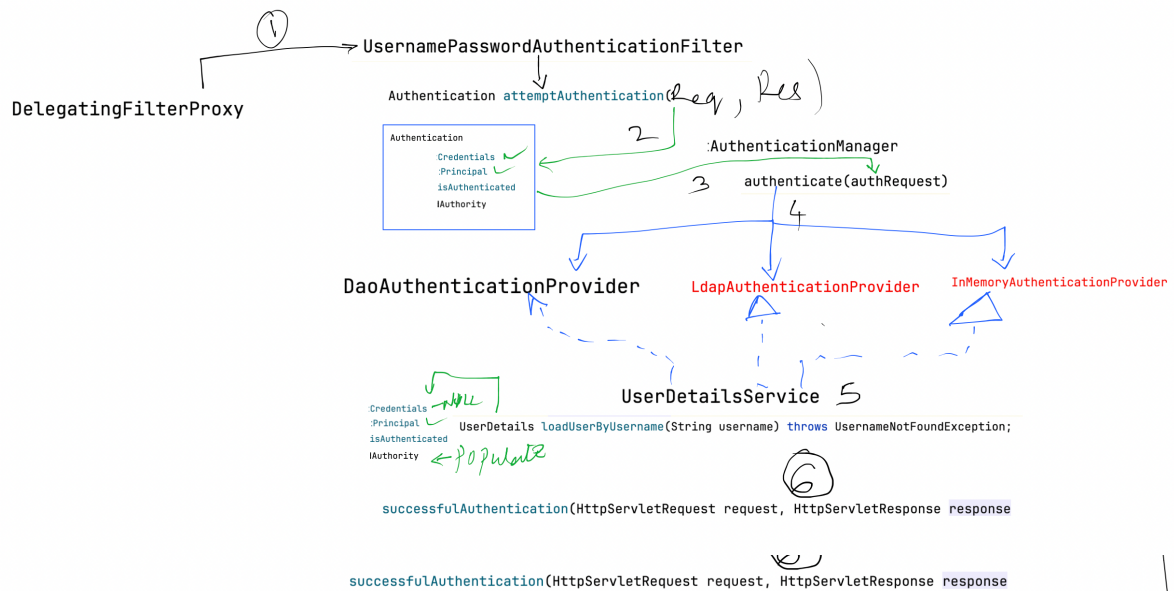 1
UsernamePasswordAuthenticationFilter
DelegatingFilterProxy
Authentication attemptAuthentication(Req, Res)
2
Authentication
:Credentials
:Principal
isAuthenticated
IAuthority
:AuthenticationManager
3
authenticate(authRequest)
4
DaoAuthenticationProvider
LdapAuthenticationProvider
InMemoryAuthenticationProvider
UserDetailsService 5
:Credentials NULL
:Principal
isAuthenticated
IAuthority POPulatE
UserDetails loadUserByUsername(String username) throws UsernameNotFoundException;
6
successfulAuthentication(HttpServletRequest request, HttpServletResponse response
successfulAuthentication(HttpServletRequest request, HttpServletResponse response